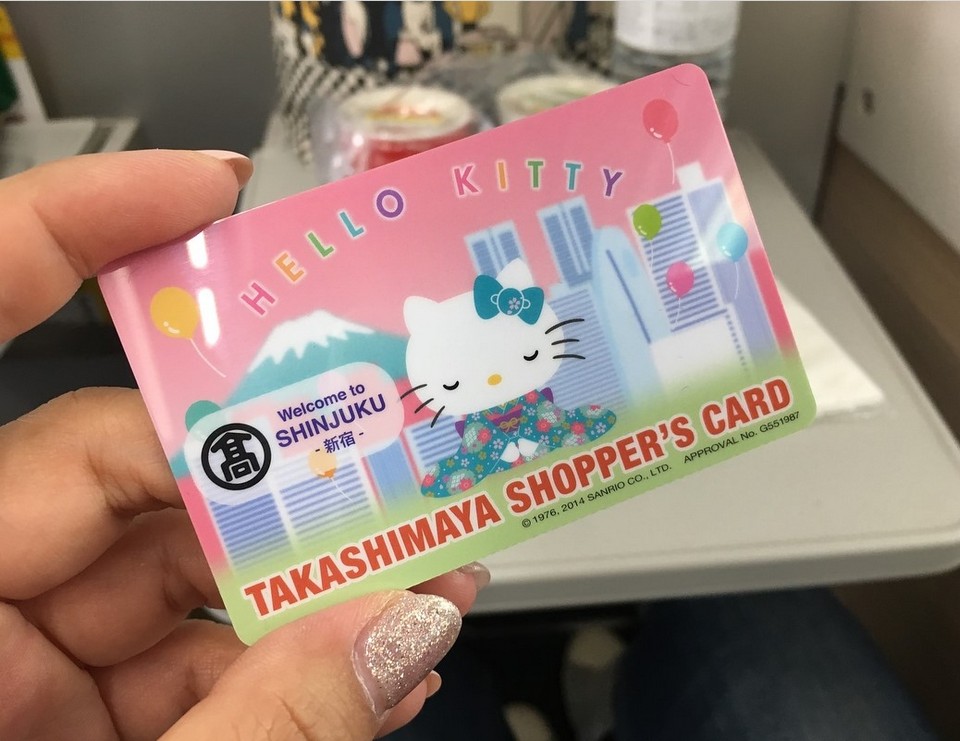 HELLO KITTY
Welcome to
SHINJUKU
- 新宿 -
髙
TAKASHIMAYA SHOPPER'S CARD
© 1976, 2014 SANRIO CO., LTD. APPROVAL No. G551987